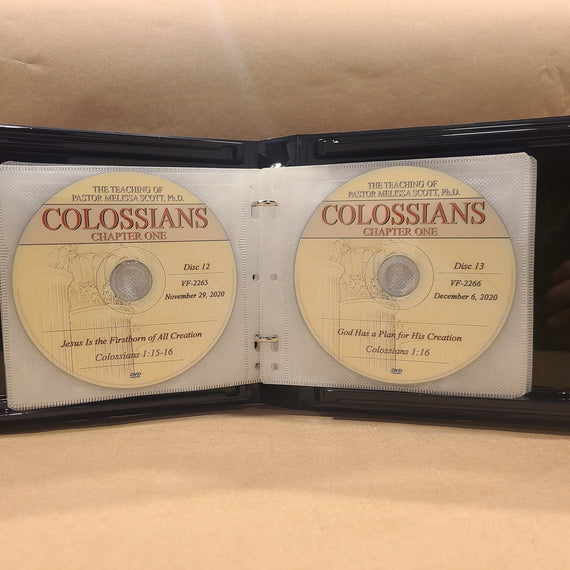 THE TEACHING OF
PASTOR MELISSA SCOTT, Ph.D.
COLOSSIANS
CHAPTER ONE
Disc 12
VF-2265
November 29, 2020
Jesus Is the Firstborn of All Creation
Colossians 1:15-16
DVD
THE TEACHING OF
PASTOR MELISSA SCOTT, Ph.D.
COLOSSIANS
CHAPTER ONE
Disc 13
VF-2266
December 6, 2020
God Has a Plan for His Creation
Colossians 1:16
DVD